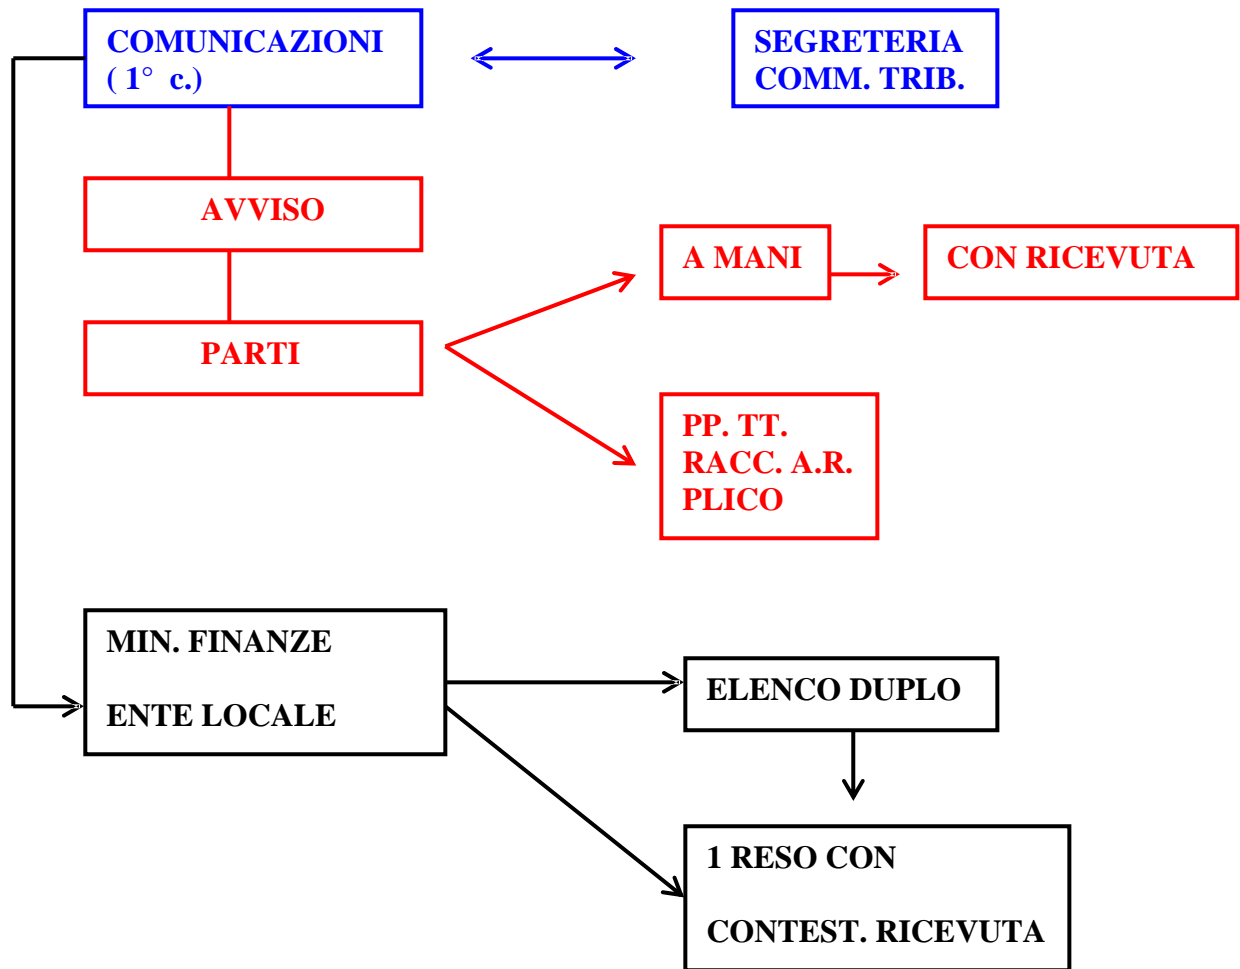 COMUNICAZIONI
( 1° c.)
SEGRETERIA
COMM. TRIB.
AVVISO
A MANI
CON RICEVUTA
PARTI
PP. TT.
RACC. A.R.
PLICO
MIN. FINANZE
ENTE LOCALE
ELENCO DUPLO
1 RESO CON
CONTEST. RICEVUTA